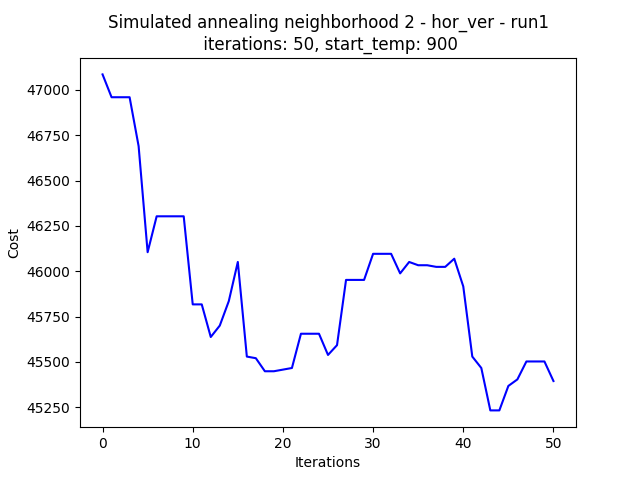 Simulated annealing neighborhood 2 - hor_ver - run1
iterations: 50, start_temp: 900
47000
46750
46500
46250
46000
45750
45500
45250
Cost
0 10 20 30 40 50
Iterations